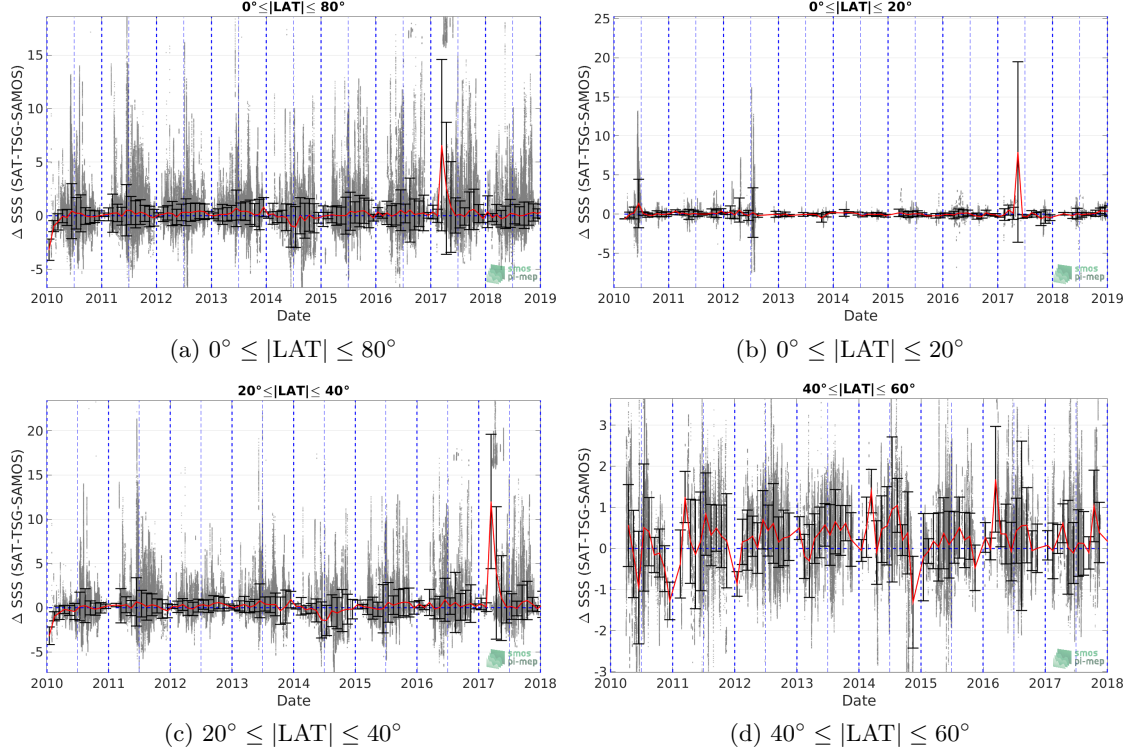 0°≤|LAT|≤ 80°
Δ SSS (SAT-TSG-SAMOS)
15
10
5
0
-5
2010 2011 2012 2013 2014 2015 2016 2017 2018 2019
Date
smos
pi-mep
(a) 0° ≤ |LAT| ≤ 80°
0°≤|LAT|≤ 20°
Δ SSS (SAT-TSG-SAMOS)
25
20
15
10
5
0
-5
2010 2011 2012 2013 2014 2015 2016 2017 2018 2019
Date
smos
pi-mep
(b) 0° ≤ |LAT| ≤ 20°
20°≤|LAT|≤ 40°
Δ SSS (SAT-TSG-SAMOS)
20
15
10
5
0
-5
2010 2011 2012 2013 2014 2015 2016 2017 2018
Date
smos
pi-mep
(c) 20° ≤ |LAT| ≤ 40°
40°≤|LAT|≤ 60°
Δ SSS (SAT-TSG-SAMOS)
3
2
1
0
-1
-2
-3
2010 2011 2012 2013 2014 2015 2016 2017 2018
Date
smos
pi-mep
(d) 40° ≤ |LAT| ≤ 60°